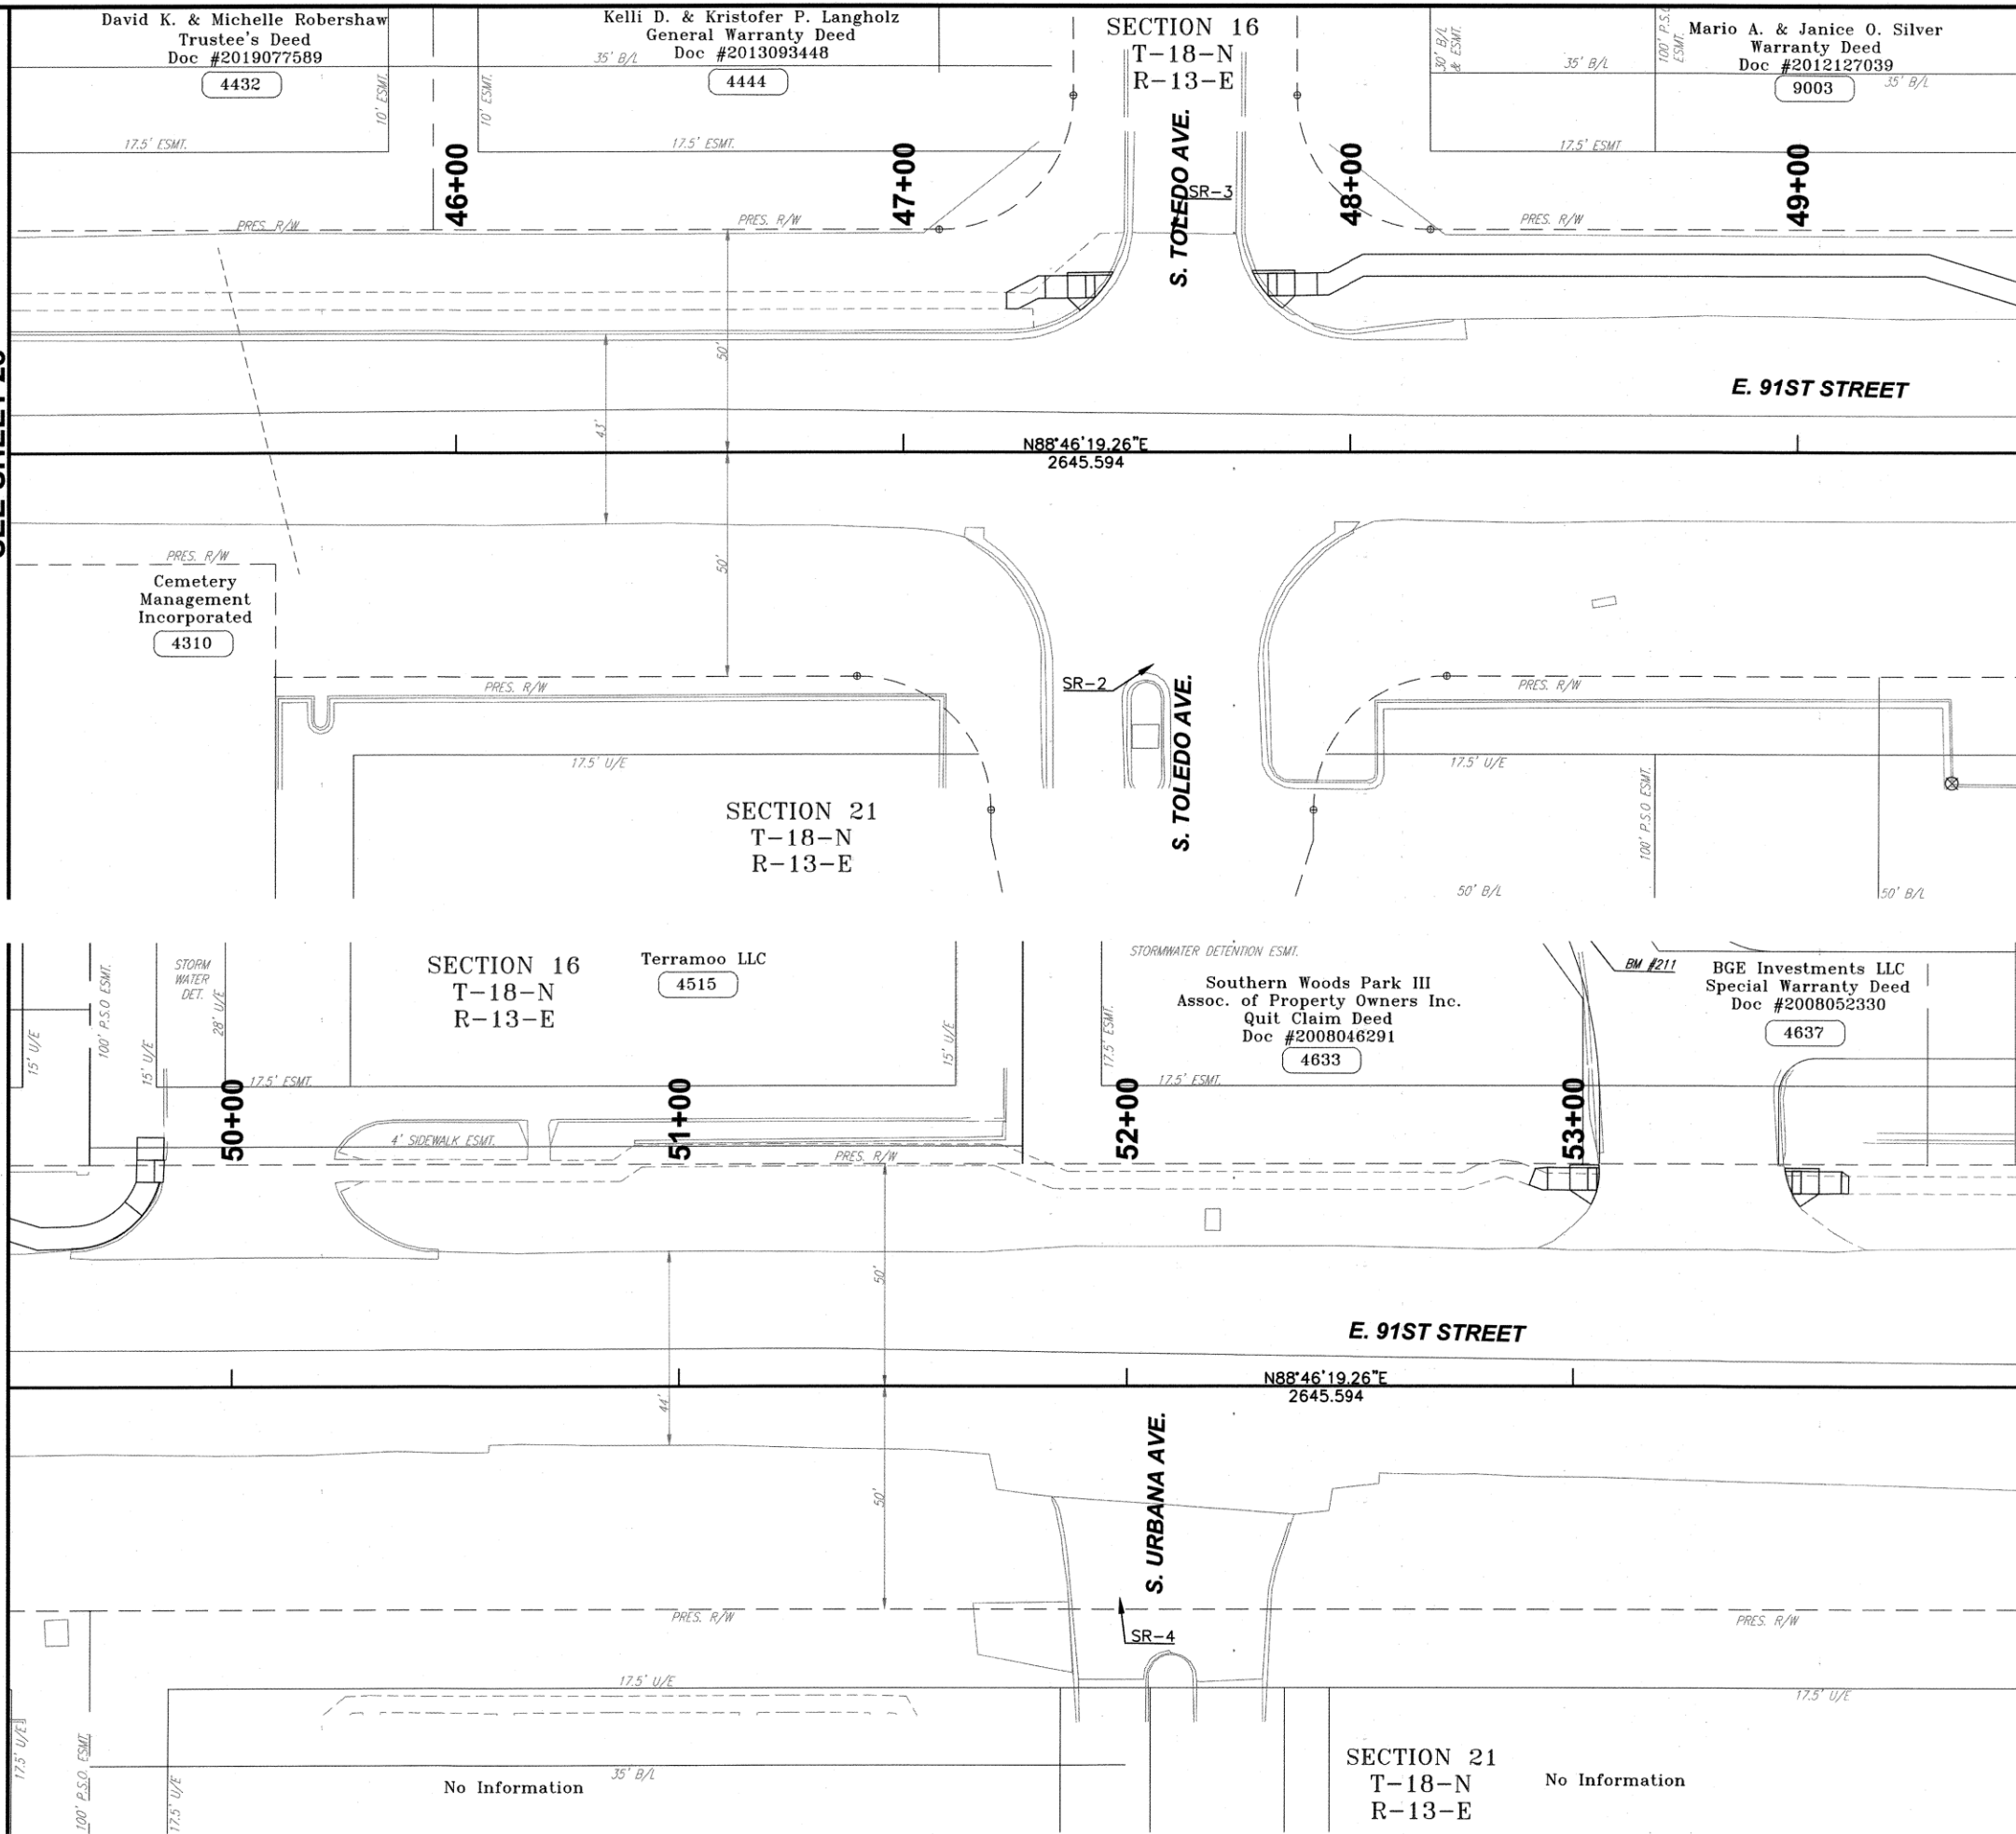 David K. & Michelle Robershaw
Trustee's Deed
Doc #2019077589
4432
10' ESMT.
17.5' ESMT.
Kelli D. & Kristofer P. Langholz
General Warranty Deed
Doc #2013093448
35' B/L
4444
10' ESMT.
17.5' ESMT.
SECTION 16
T-18-N
R-13-E
30' B/L
& ESMT.
35' B/L
100' P.S.O
ESMT.
Mario A. & Janice O. Silver
Warranty Deed
Doc #2012127039
9003
35' B/L
17.5' ESMT
46+00
47+00
48+00
49+00
S. TOLEDO AVE.
SR-3
PRES. R/W
PRES. R/W
PRES. R/W
50'
43'
E. 91ST STREET
N88°46'19.26"E
2645.594
50'
PRES. R/W
Cemetery
Management
Incorporated
4310
PRES. R/W
SR-2
S. TOLEDO AVE.
PRES. R/W
17.5' U/E
17.5' U/E
SECTION 21
T-18-N
R-13-E
100' P.S.O ESMT.
50' B/L
50' B/L
15' U/E
100' P.S.O ESMT.
15' U/E
STORM
WATER
DET.
28' U/E
SECTION 16
T-18-N
R-13-E
Terramoo LLC
4515
15' U/E
17.5' ESMT.
STORMWATER DETENTION ESMT.
Southern Woods Park III
Assoc. of Property Owners Inc.
Quit Claim Deed
Doc #2008046291
4633
17.5' ESMT.
17.5' ESMT.
BM #211
BGE Investments LLC
Special Warranty Deed
Doc #2008052330
4637
50+00
51+00
52+00
53+00
4' SIDEWALK ESMT.
PRES. R/W
50'
E. 91ST STREET
N88°46'19.26"E
2645.594
44'
50'
S. URBANA AVE.
PRES. R/W
PRES. R/W
SR-4
17.5' U/E
17.5' U/E
17.5' U/E
100' P.S.O. ESMT.
17.5' U/E
35' B/L
No Information
SECTION 21
T-18-N
R-13-E
No Information